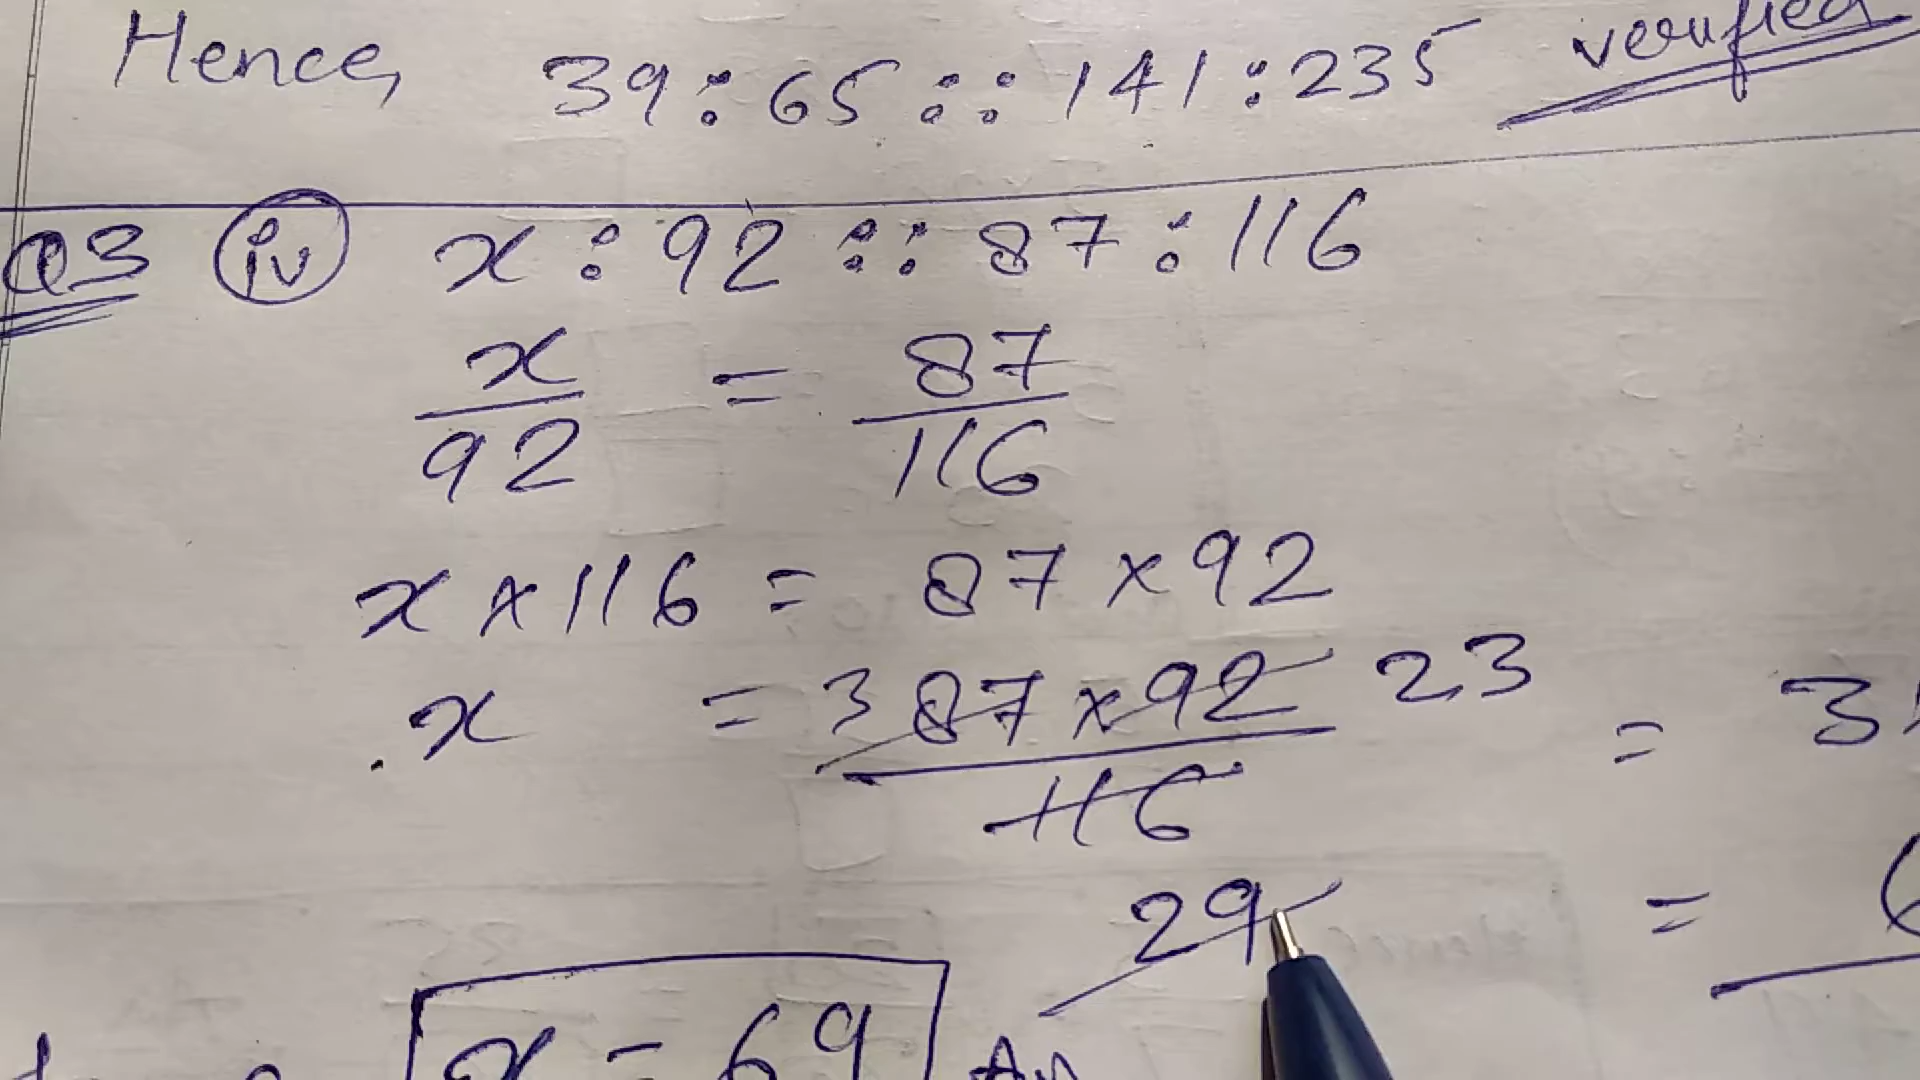 Hence, 39 : 65 :: 141 : 235 verified
Q3 iv x : 92 :: 87 : 116
x/92 = 87/116
x × 116 = 87 × 92
x = 3 87 × 92 23 / 116 = 3
29 =
x = 69